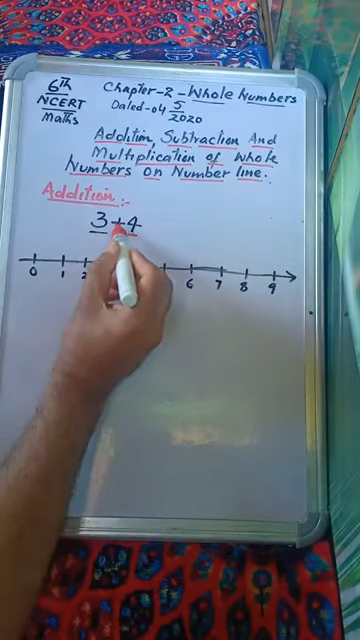 6th
NCERT
Maths
Chapter-2-Whole Numbers
Dated-04 5/2020
Addition, Subtraction And
Multiplication of whole
Numbers on Number line.
Addition:-
3+4
0 1 2 6 7 8 9